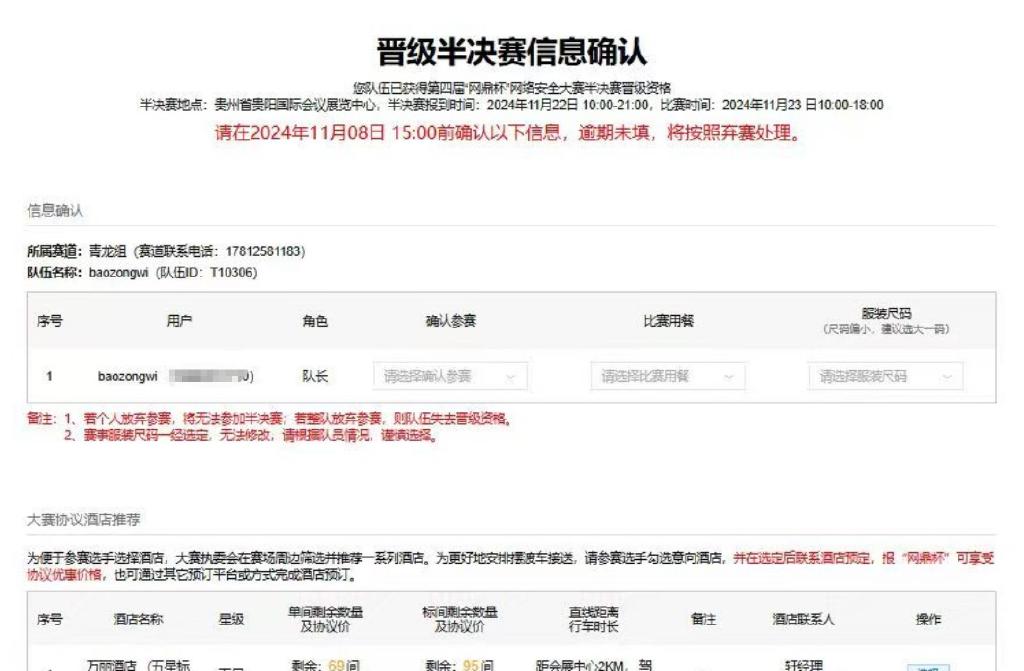 晋级半决赛信息确认
您队伍已获得第四届“网鼎杯”网络安全大赛半决赛晋级资格
半决赛地点：贵州省贵阳国际会议展览中心，半决赛报到时间：2024年11月22日 10:00-21:00，比赛时间：2024年11月23 日10:00-18:00
请在2024年11月08日 15:00前确认以下信息，逾期未填，将按照弃赛处理。
信息确认
所属赛道：青龙组（赛道联系电话：17812581183）
队伍名称：baozongwi（队伍ID：T10306）
序号 用户 角色 确认参赛 比赛用餐 服装尺码
（尺码偏小，建议选大一码）
1 baozongwi 0) 队长 请选择确认参赛 请选择比赛用餐 请选择服装尺码
备注：1、若个人放弃参赛，将无法参加半决赛；若整队放弃参赛，则队伍失去晋级资格。
2、赛事服装尺码一经选定，无法修改，请根据队员情况，谨慎选择。
大赛协议酒店推荐
为便于参赛选手选择酒店，大赛执委会在赛场周边筛选并推荐一系列酒店。为更好地安排摆渡车接送，请参赛选手勾选意向酒店，并在选定后联系酒店预定，报“网鼎杯”可享受
协议优惠价格，也可通过其它预订平台或方式完成酒店预订。
序号 酒店名称 星级 单间剩余数量及协议价 标间剩余数量及协议价 直线距离行车时长 备注 酒店联系人 操作
万丽酒店（五星标 剩余：69间 剩余：95间 距会展中心2KM，驾 轩经理